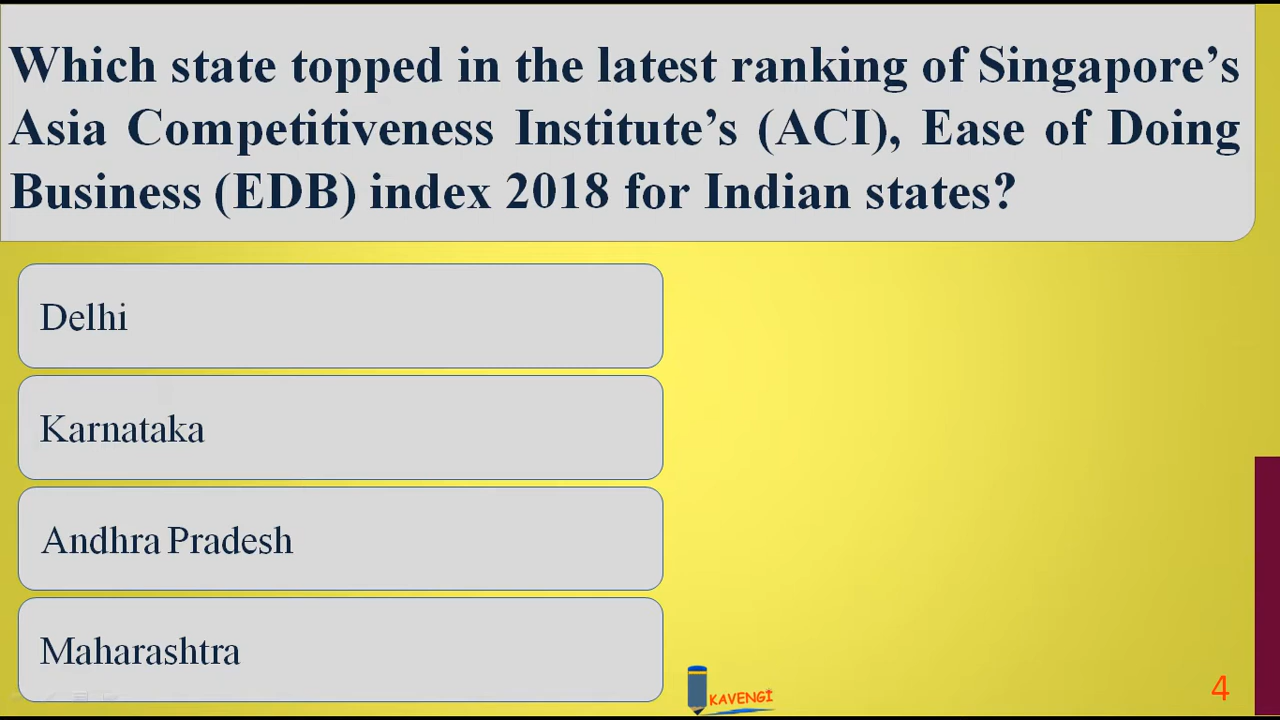 Which state topped in the latest ranking of Singapore’s
Asia Competitiveness Institute’s (ACI), Ease of Doing
Business (EDB) index 2018 for Indian states?
Delhi
Karnataka
Andhra Pradesh
Maharashtra
KAVENGI
4